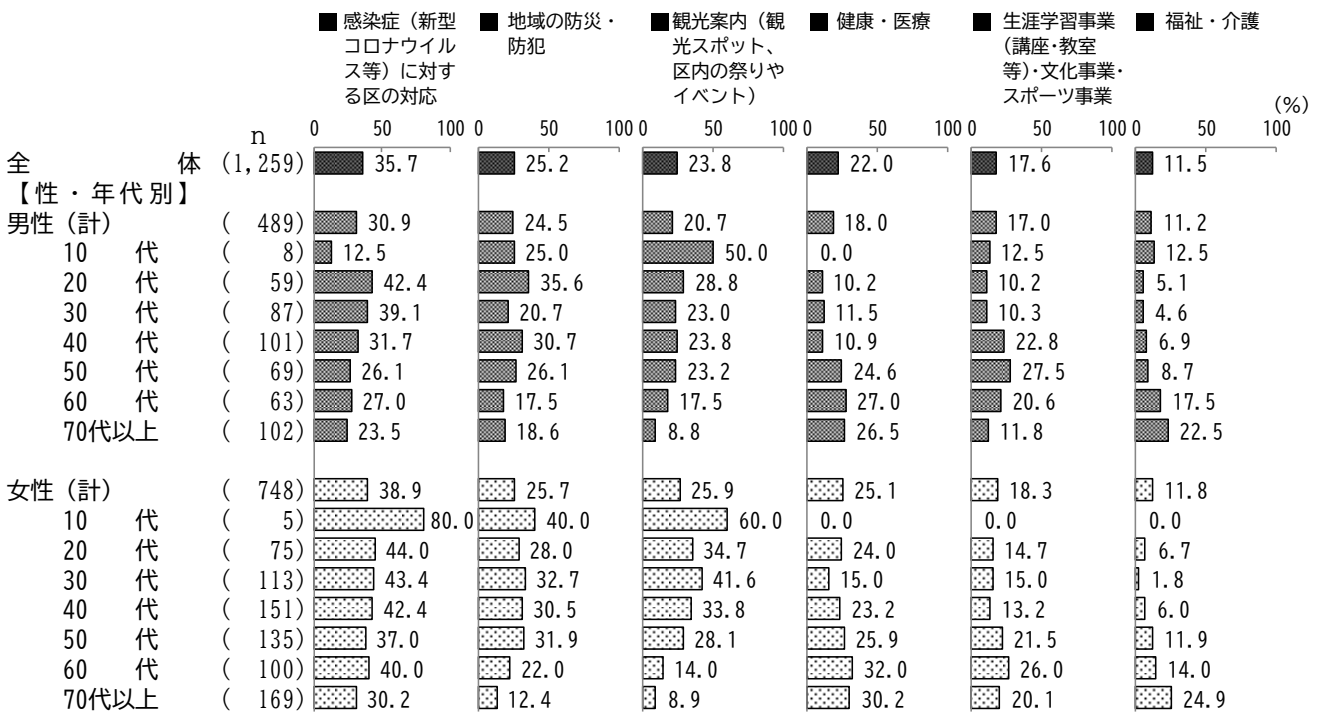 ■ 感染症（新型コロナウイルス等）に対する区の対応
■ 地域の防災・防犯
■ 観光案内（観光スポット、区内の祭りやイベント）
■ 健康・医療
■ 生涯学習事業（講座・教室等）・文化事業・スポーツ事業
■ 福祉・介護
(%)
n 0 50 100 0 50 100 0 50 100 0 50 100 0 50 100 0 50 100
全体 (1,259) 35.7 25.2 23.8 22.0 17.6 11.5
【性・年代別】
男性（計） ( 489) 30.9 24.5 20.7 18.0 17.0 11.2
10代 ( 8) 12.5 25.0 50.0 0.0 12.5 12.5
20代 ( 59) 42.4 35.6 28.8 10.2 10.2 5.1
30代 ( 87) 39.1 20.7 23.0 11.5 10.3 4.6
40代 ( 101) 31.7 30.7 23.8 10.9 22.8 6.9
50代 ( 69) 26.1 26.1 23.2 24.6 27.5 8.7
60代 ( 63) 27.0 17.5 17.5 27.0 20.6 17.5
70代以上 ( 102) 23.5 18.6 8.8 26.5 11.8 22.5
女性（計） ( 748) 38.9 25.7 25.9 25.1 18.3 11.8
10代 ( 5) 80.0 40.0 60.0 0.0 0.0 0.0
20代 ( 75) 44.0 28.0 34.7 24.0 14.7 6.7
30代 ( 113) 43.4 32.7 41.6 15.0 15.0 1.8
40代 ( 151) 42.4 30.5 33.8 23.2 13.2 6.0
50代 ( 135) 37.0 31.9 28.1 25.9 21.5 11.9
60代 ( 100) 40.0 22.0 14.0 32.0 26.0 14.0
70代以上 ( 169) 30.2 12.4 8.9 30.2 20.1 24.9